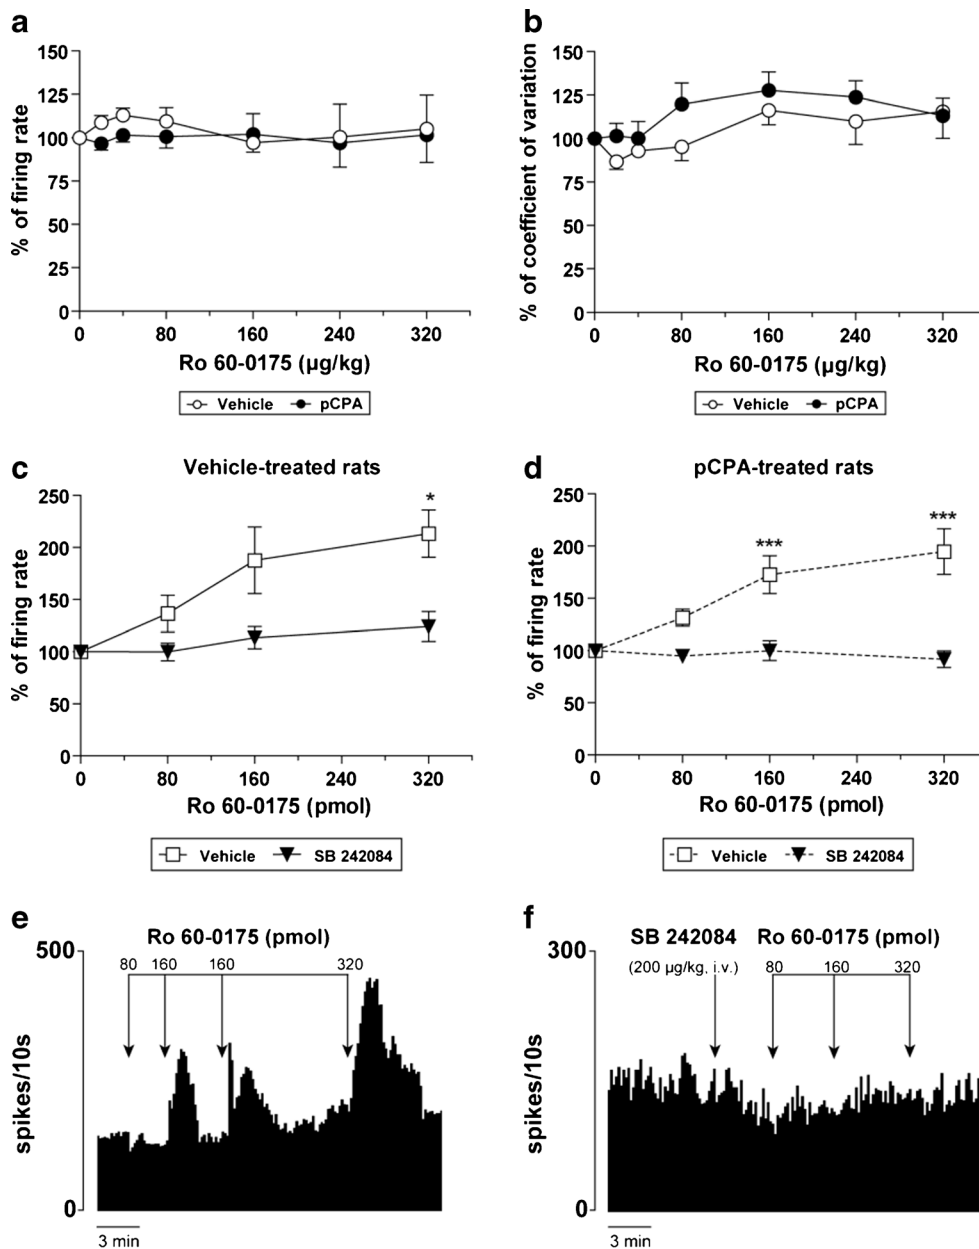 a
150
125
100
75
50
25
0
% of firing rate
0 80 160 240 320
Ro 60-0175 (µg/kg)
Vehicle pCPA
b
150
125
100
75
50
25
0
% of coefficient of variation
0 80 160 240 320
Ro 60-0175 (µg/kg)
Vehicle pCPA
c
Vehicle-treated rats
250
200
150
100
50
0
% of firing rate
*
0 80 160 240 320
Ro 60-0175 (pmol)
Vehicle SB 242084
d
pCPA-treated rats
250
200
150
100
50
0
% of firing rate
*** ***
0 80 160 240 320
Ro 60-0175 (pmol)
Vehicle SB 242084
e
Ro 60-0175 (pmol)
500
80 160 160 320
spikes/10s
0
3 min
f
SB 242084 Ro 60-0175 (pmol)
300
(200 µg/kg, i.v.) 80 160 320
spikes/10s
0
3 min